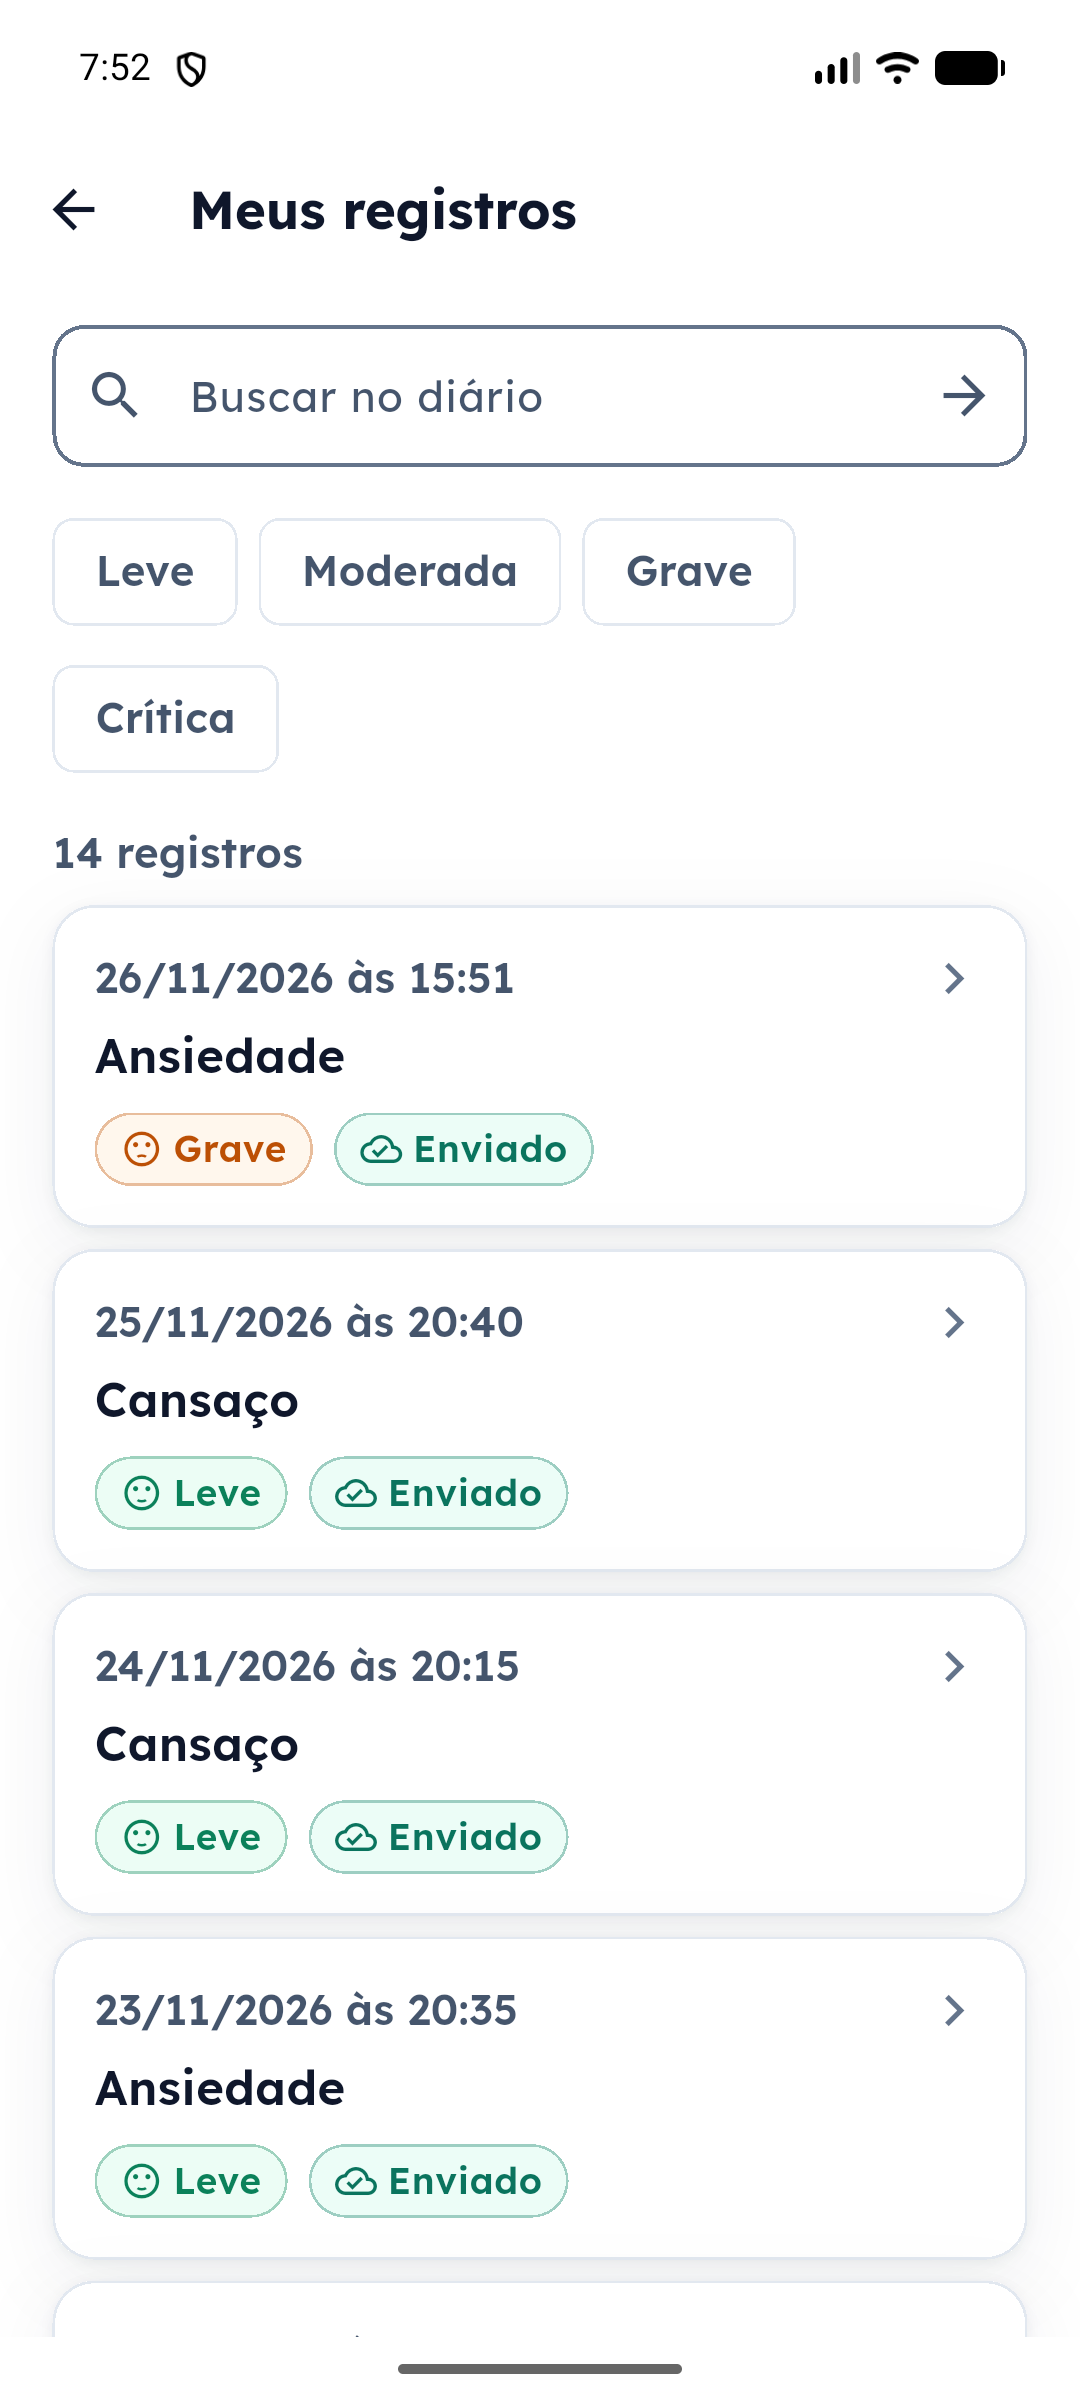 7:52
Meus registros
Buscar no diário
Leve Moderada Grave
Crítica
14 registros
26/11/2026 às 15:51
Ansiedade
Grave Enviado
25/11/2026 às 20:40
Cansaço
Leve Enviado
24/11/2026 às 20:15
Cansaço
Leve Enviado
23/11/2026 às 20:35
Ansiedade
Leve Enviado